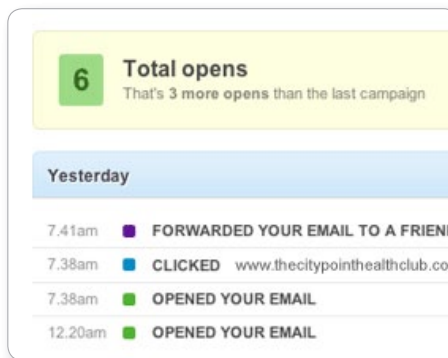 6
Total opens
That's 3 more opens than the last campaign
Yesterday
7.41am FORWARDED YOUR EMAIL TO A FRIEN
7.38am CLICKED www.thecitypointhealthclub.co
7.38am OPENED YOUR EMAIL
12.20am OPENED YOUR EMAIL